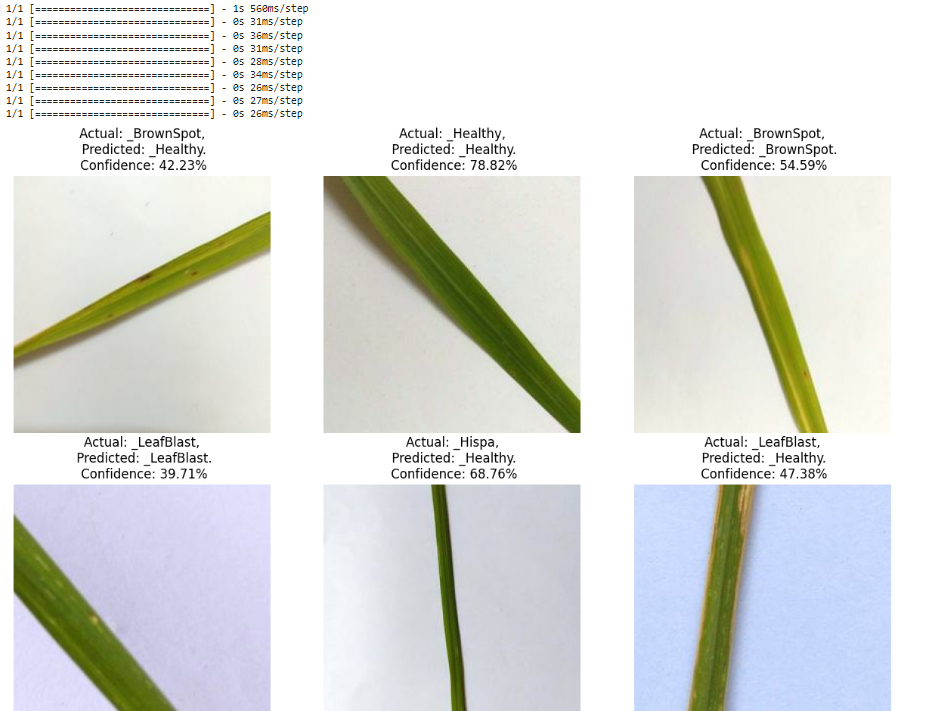 1/1 [==============================] - 1s 560ms/step
1/1 [==============================] - 0s 31ms/step
1/1 [==============================] - 0s 36ms/step
1/1 [==============================] - 0s 31ms/step
1/1 [==============================] - 0s 28ms/step
1/1 [==============================] - 0s 34ms/step
1/1 [==============================] - 0s 26ms/step
1/1 [==============================] - 0s 27ms/step
1/1 [==============================] - 0s 26ms/step
Actual: _BrownSpot,
Predicted: _Healthy.
Confidence: 42.23%
Actual: _Healthy,
Predicted: _Healthy.
Confidence: 78.82%
Actual: _BrownSpot,
Predicted: _BrownSpot.
Confidence: 54.59%
Actual: _LeafBlast,
Predicted: _LeafBlast.
Confidence: 39.71%
Actual: _Hispa,
Predicted: _Healthy.
Confidence: 68.76%
Actual: _LeafBlast,
Predicted: _Healthy.
Confidence: 47.38%